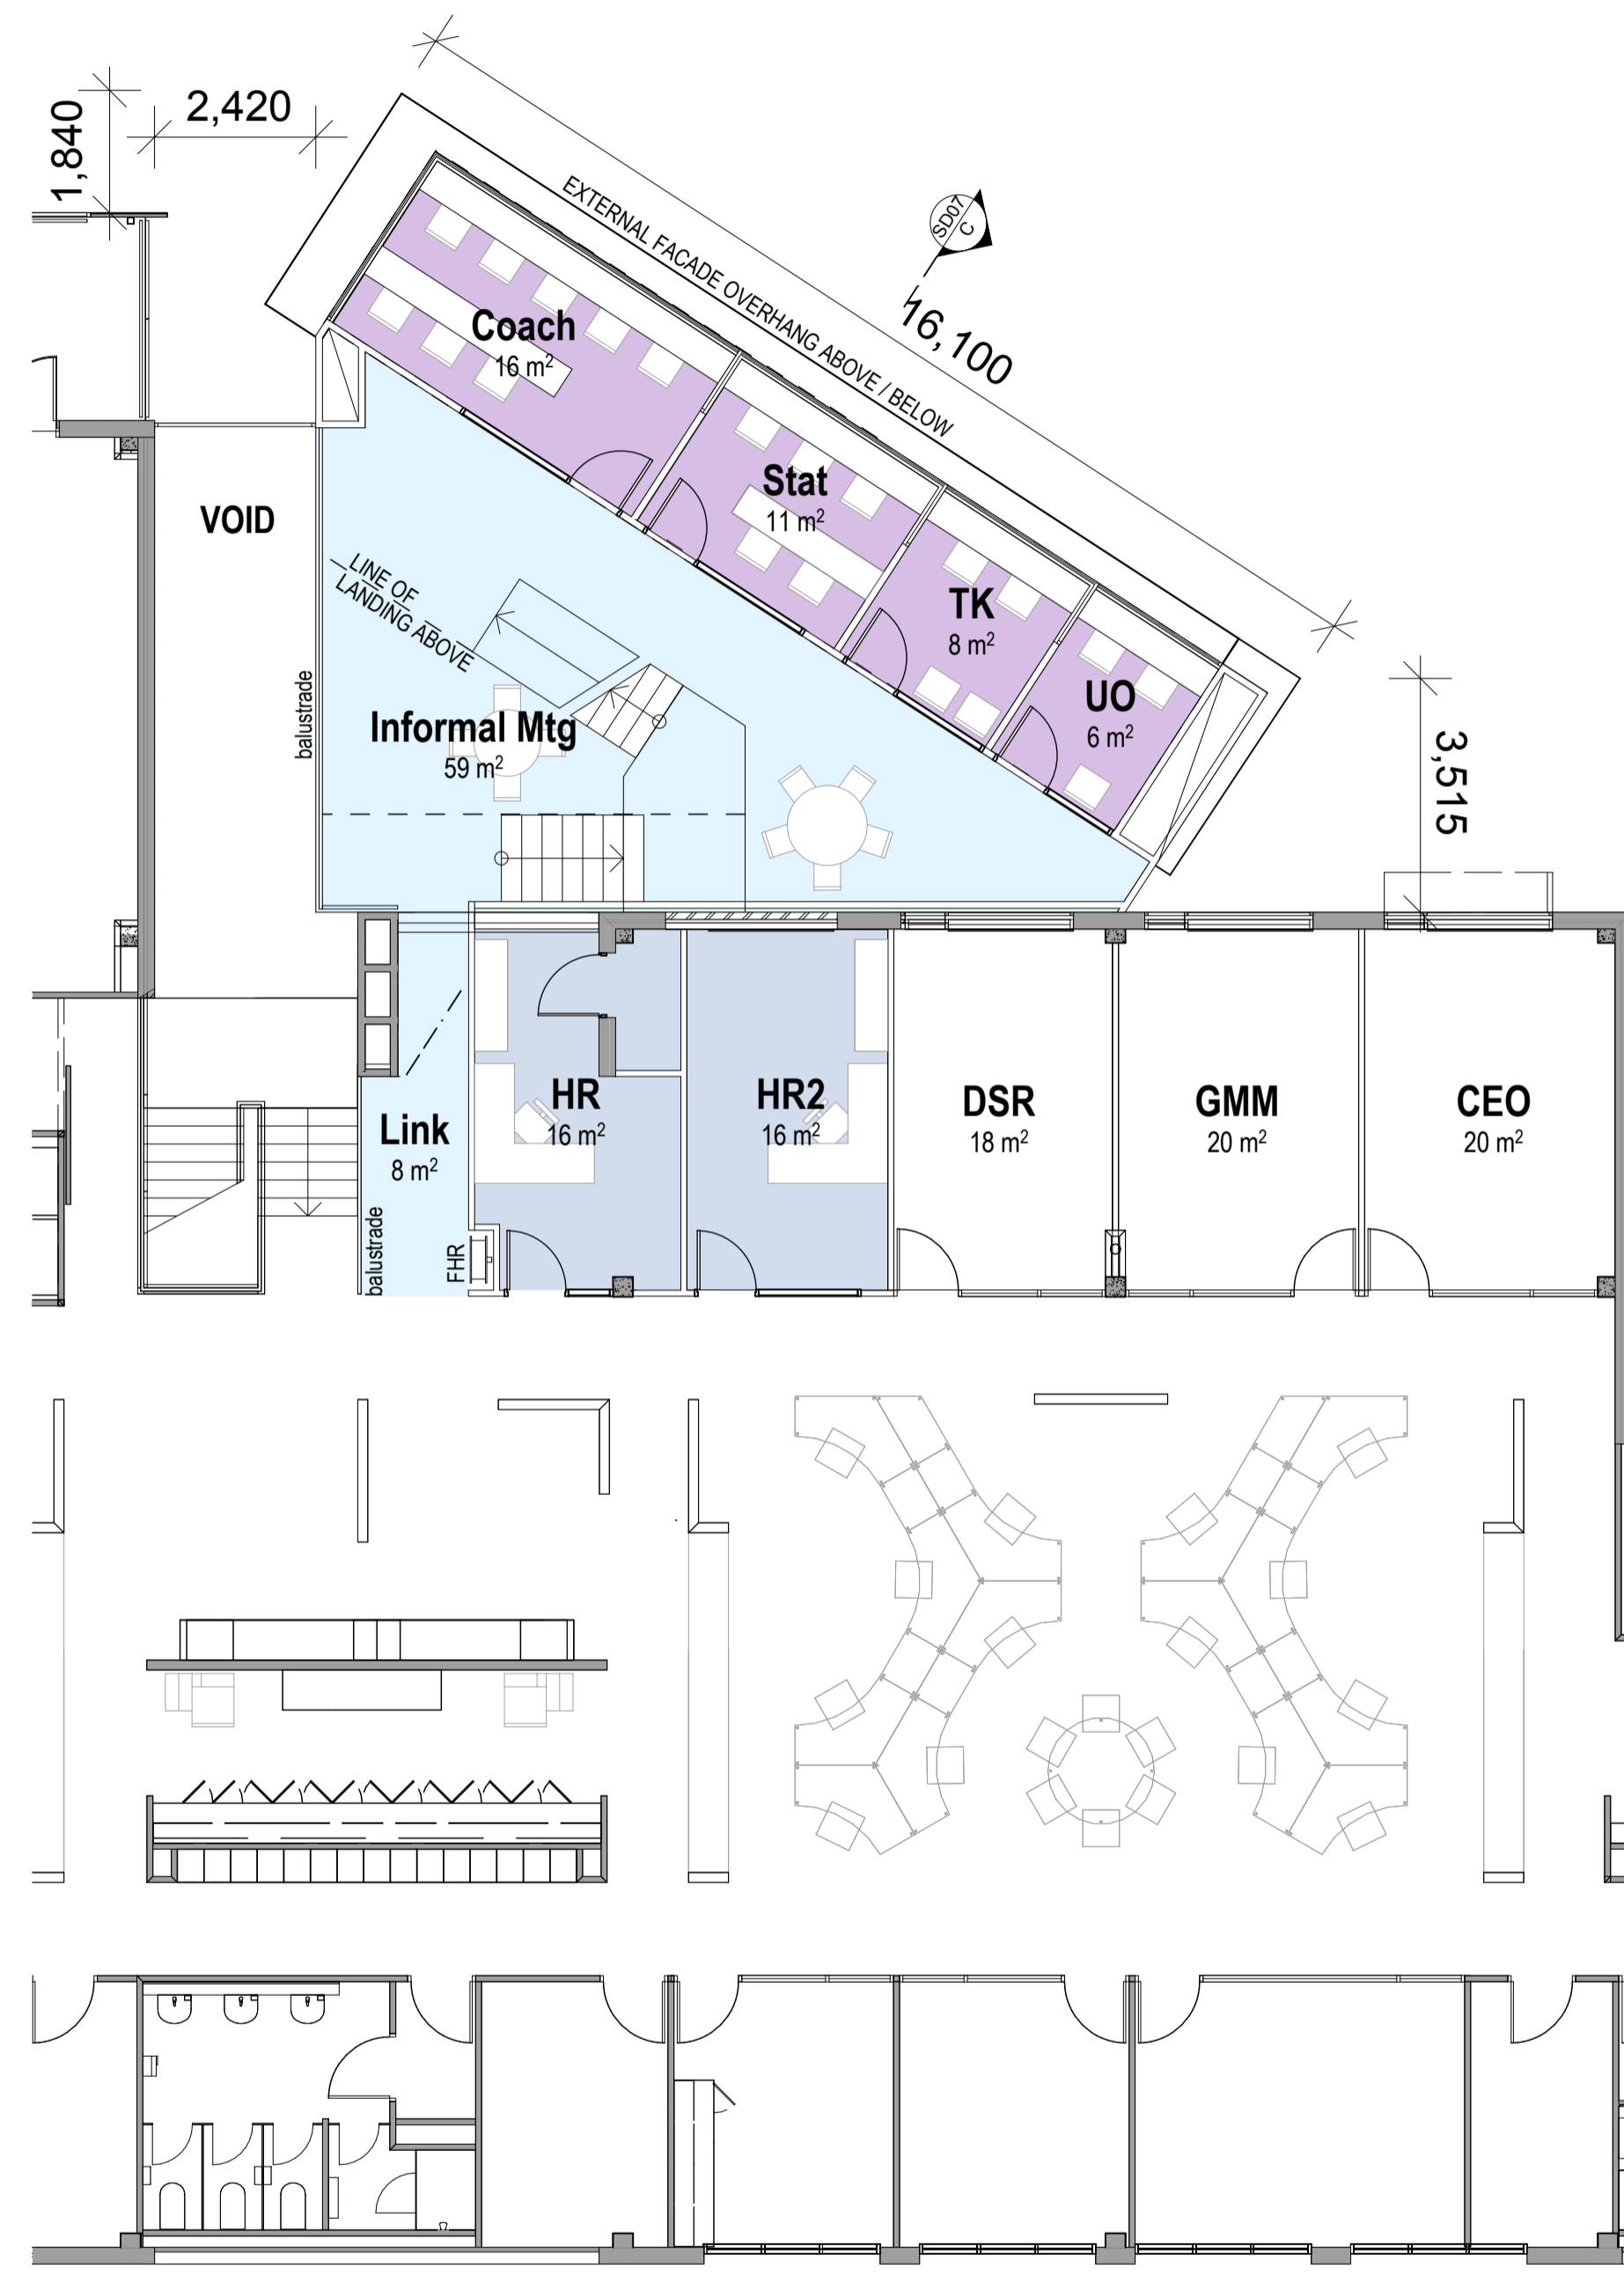 1,840
2,420
EXTERNAL FACADE OVERHANG ABOVE / BELOW
SD07
C
16,100
Coach
16 m²
Stat
11 m²
TK
8 m²
UO
6 m²
VOID
LINE OF
LANDING ABOVE
balustrade
Informal Mtg
59 m²
3,515
Link
8 m²
balustrade
FHR
HR
16 m²
HR2
16 m²
DSR
18 m²
GMM
20 m²
CEO
20 m²